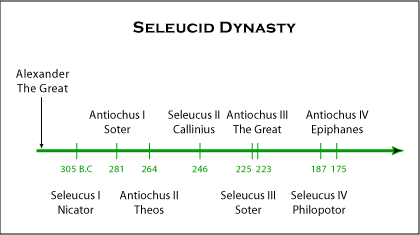 SELEUCID DYNASTY
Alexander
The Great
Antiochus I
Soter
Seleucus II
Callinius
Antiochus III
The Great
Antiochus IV
Epiphanes
305 B.C
281
264
246
225
223
187
175
Seleucus I
Nicator
Antiochus II
Theos
Seleucus III
Soter
Seleucus IV
Philopotor